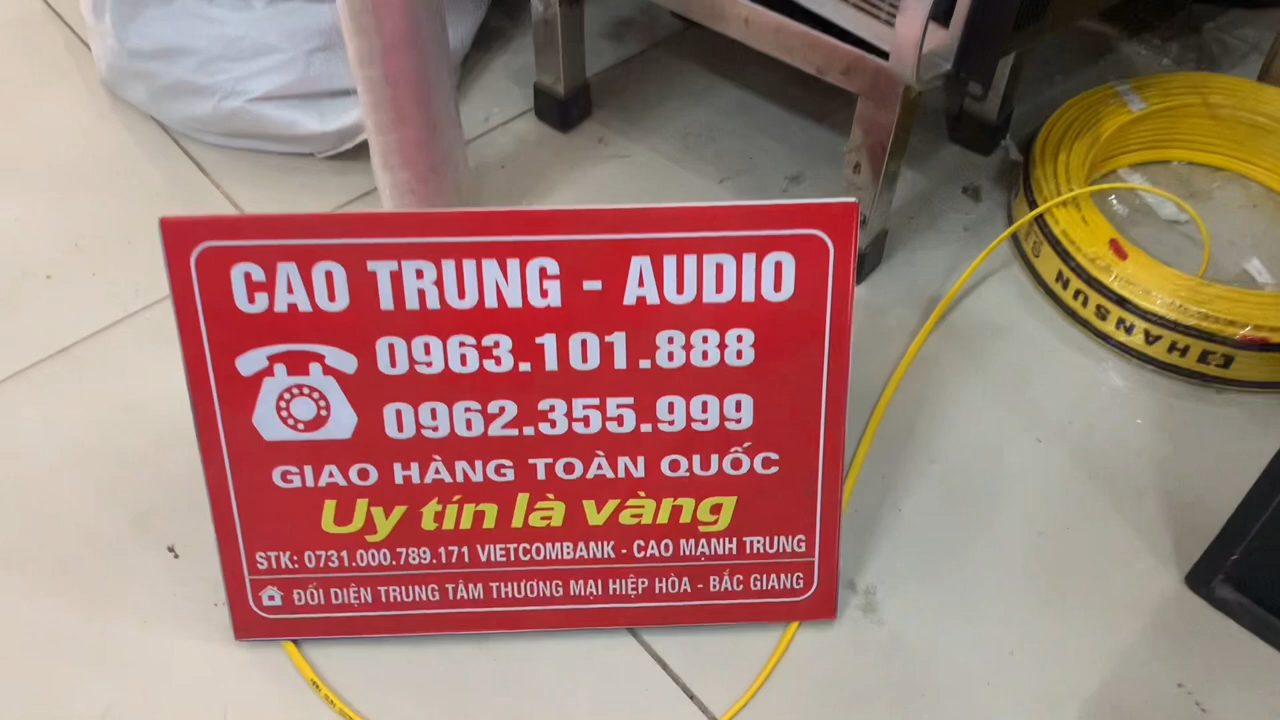 CAO TRUNG - AUDIO
0963.101.888
0962.355.999
GIAO HÀNG TOÀN QUỐC
Uy tín là vàng
STK: 0731.000.789.171 VIETCOMBANK - CAO MẠNH TRUNG
ĐỐI DIỆN TRUNG TÂM THƯƠNG MẠI HIỆP HÒA - BẮC GIANG
HANSUN